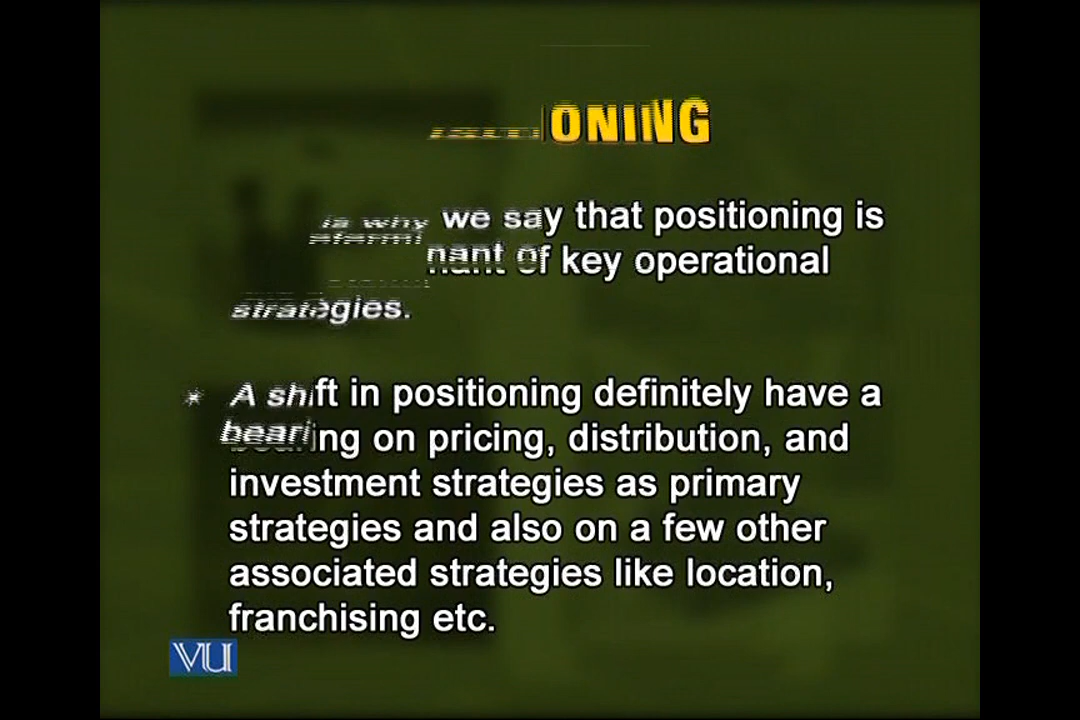 ONING
is why we say that positioning is
nant of key operational
strategies.
* A shift in positioning definitely have a
bearing on pricing, distribution, and
investment strategies as primary
strategies and also on a few other
associated strategies like location,
franchising etc.
VU